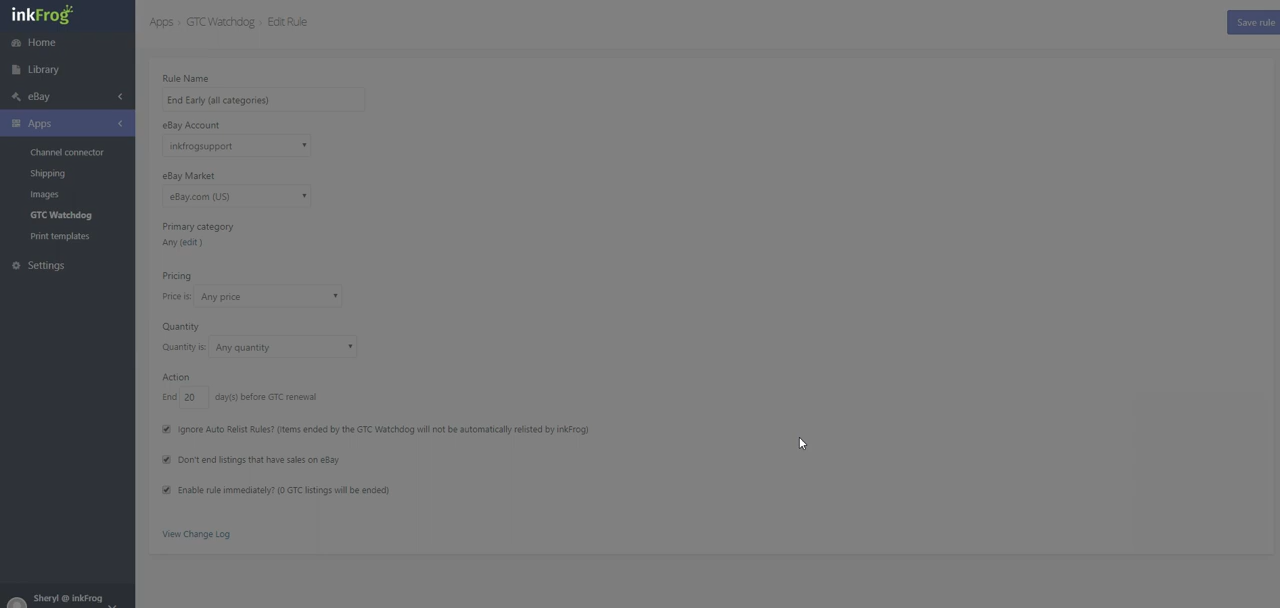 inkFrog
Apps › GTC Watchdog › Edit Rule
Save rule
Home
Library
eBay
Apps
Channel connector
Shipping
Images
GTC Watchdog
Print templates
Settings
Sheryl @ inkFrog
Rule Name
End Early (all categories)
eBay Account
inkfrogsupport
eBay Market
eBay.com (US)
Primary category
Any (edit )
Pricing
Price is: Any price
Quantity
Quantity is: Any quantity
Action
End 20 day(s) before GTC renewal
Ignore Auto Relist Rules? (Items ended by the GTC Watchdog will not be automatically relisted by inkFrog)
Don't end listings that have sales on eBay
Enable rule immediately? (0 GTC listings will be ended)
View Change Log